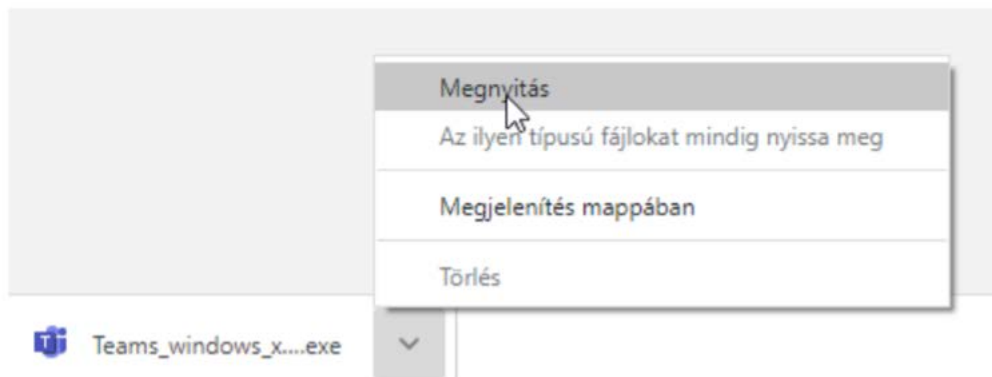 Megnyitás
Az ilyen típusú fájlokat mindig nyissa meg
Megjelenítés mappában
Törlés
Teams_windows_x....exe